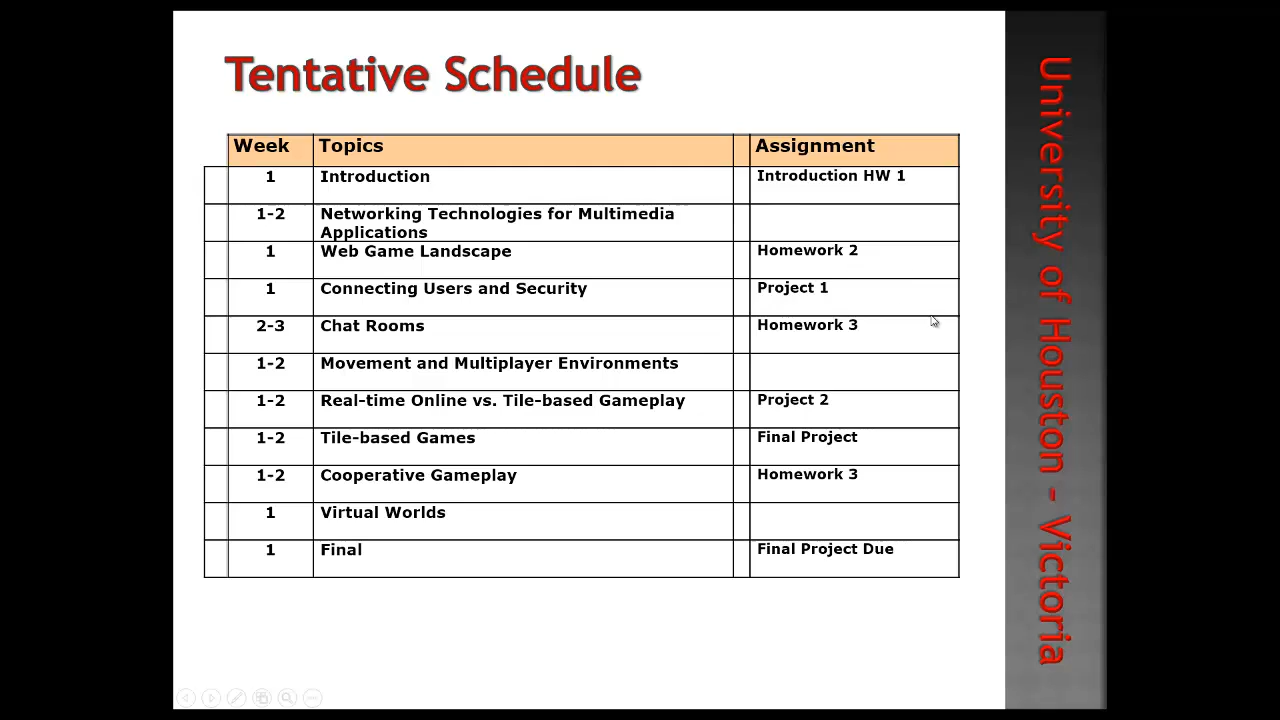 Tentative Schedule
Week Topics Assignment
1 Introduction Introduction HW 1
1-2 Networking Technologies for Multimedia
Applications
1 Web Game Landscape Homework 2
1 Connecting Users and Security Project 1
2-3 Chat Rooms Homework 3
1-2 Movement and Multiplayer Environments
1-2 Real-time Online vs. Tile-based Gameplay Project 2
1-2 Tile-based Games Final Project
1-2 Cooperative Gameplay Homework 3
1 Virtual Worlds
1 Final Final Project Due
University of Houston - Victoria